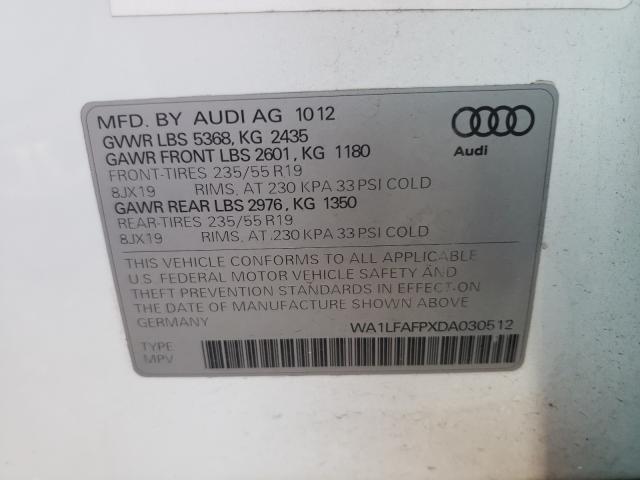 MFD. BY AUDI AG 1012
GVWR LBS 5368, KG 2435
GAWR FRONT LBS 2601, KG 1180
FRONT-TIRES 235/55 R19
8JX19 RIMS, AT 230 KPA 33 PSI COLD
GAWR REAR LBS 2976, KG 1350
REAR-TIRES 235/55 R19
8JX19 RIMS, AT 230 KPA 33 PSI COLD
Audi
THIS VEHICLE CONFORMS TO ALL APPLICABLE
U.S. FEDERAL MOTOR VEHICLE SAFETY AND
THEFT PREVENTION STANDARDS IN EFFECT ON
THE DATE OF MANUFACTURE SHOWN ABOVE
GERMANY
WA1LFAFPXDA030512
TYPE
MPV